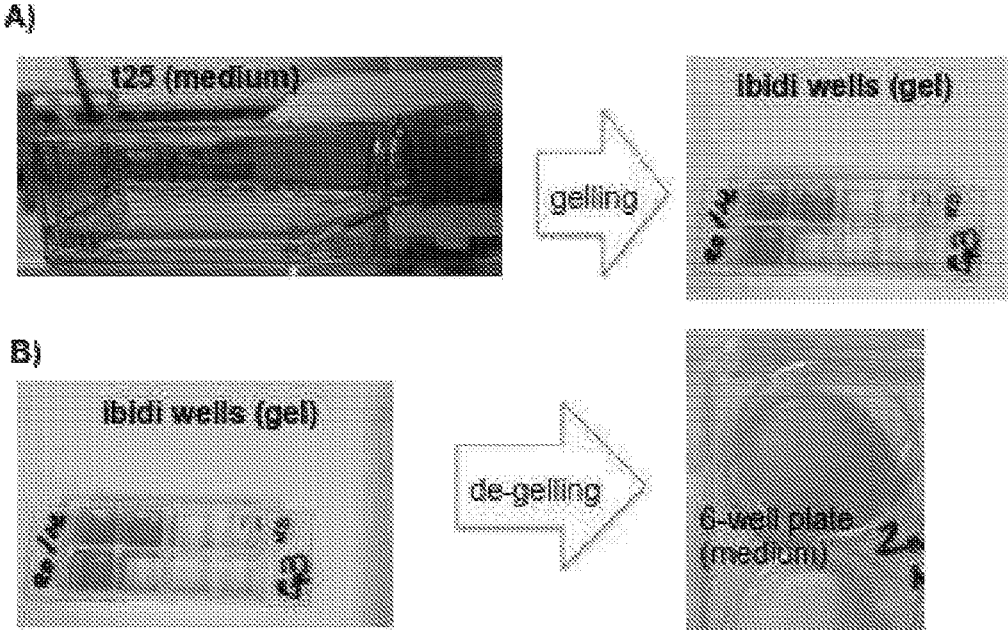 A)
t25 (medium)
gelling
ibidi wells (gel)
B)
ibidi wells (gel)
de-gelling
6-well plate
(medium)